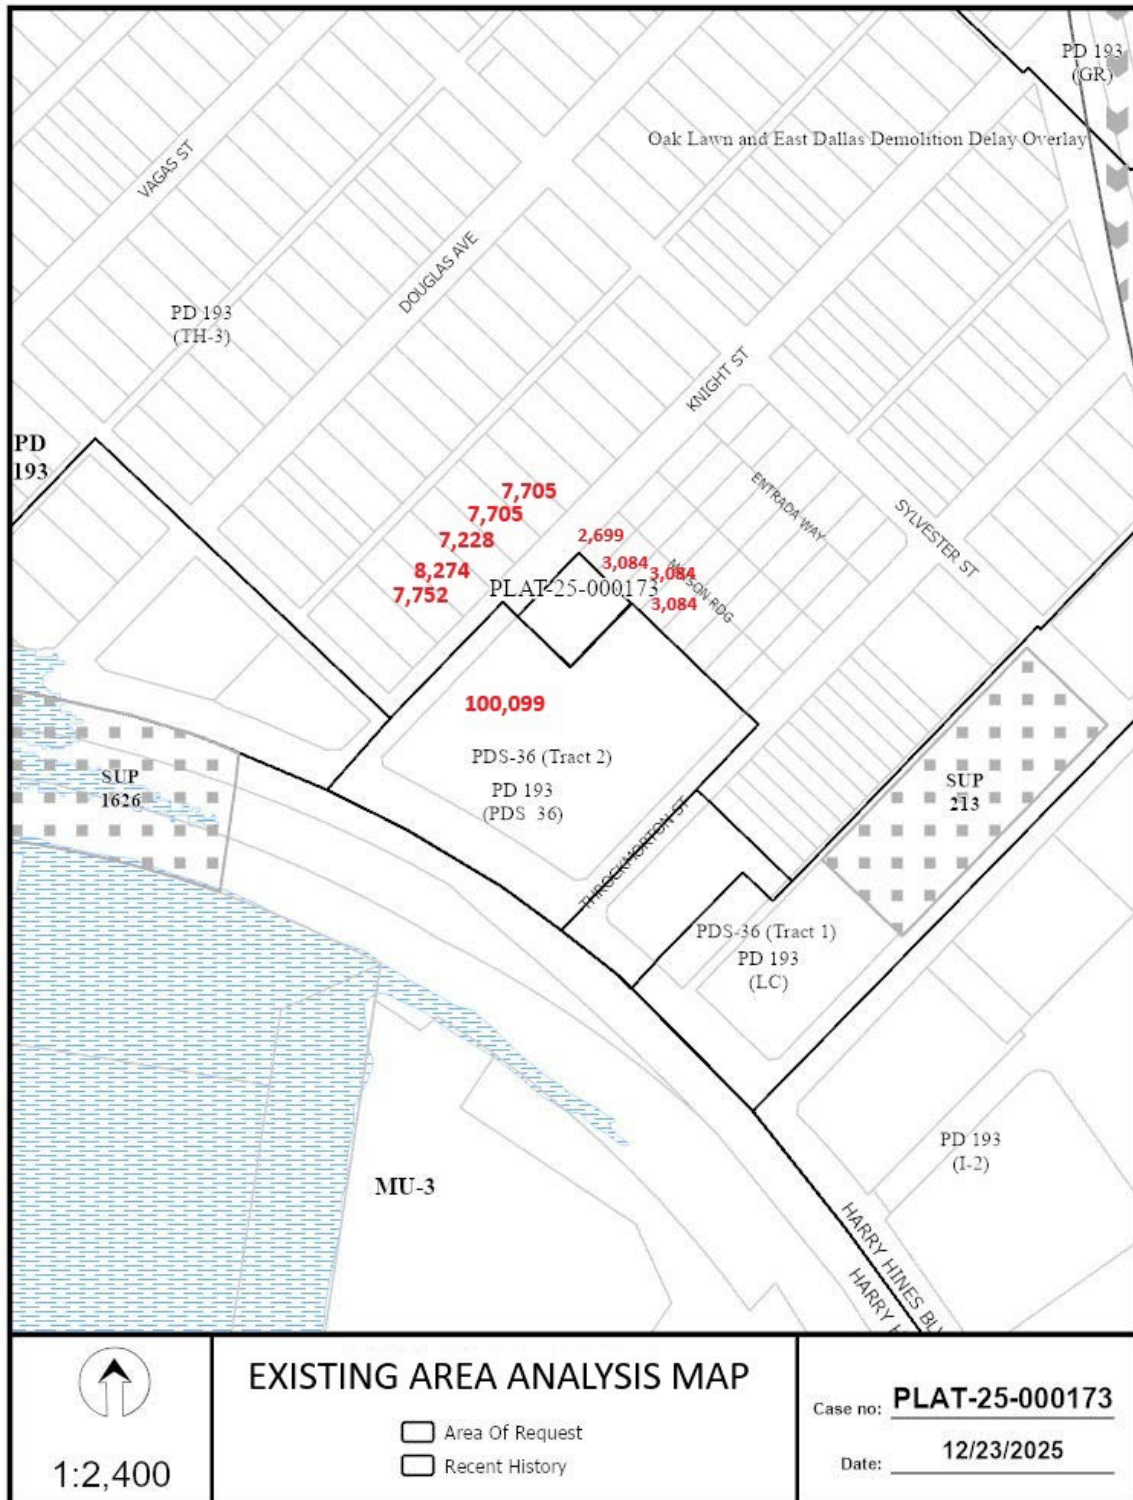 PD 193
(GR)
Oak Lawn and East Dallas Demolition Delay Overlay
VAGAS ST
DOUGLAS AVE
PD 193
(TH-3)
KNIGHT ST
PD
193
7,705
7,705
7,228
8,274
7,752
ENTRADA WAY
SYLVESTER ST
2,699
3,084
3,084
PLAT-25-000173
3,084
RDG
100,099
PDS-36 (Tract 2)
PD 193
(PDS 36)
SUP
1626
SUP
213
THROCKMORTON ST
PDS-36 (Tract 1)
PD 193
(LC)
PD 193
(I-2)
MU-3
HARRY HINES
HARRY
1:2,400
EXISTING AREA ANALYSIS MAP
Area Of Request
Recent History
Case no: PLAT-25-000173
Date: 12/23/2025